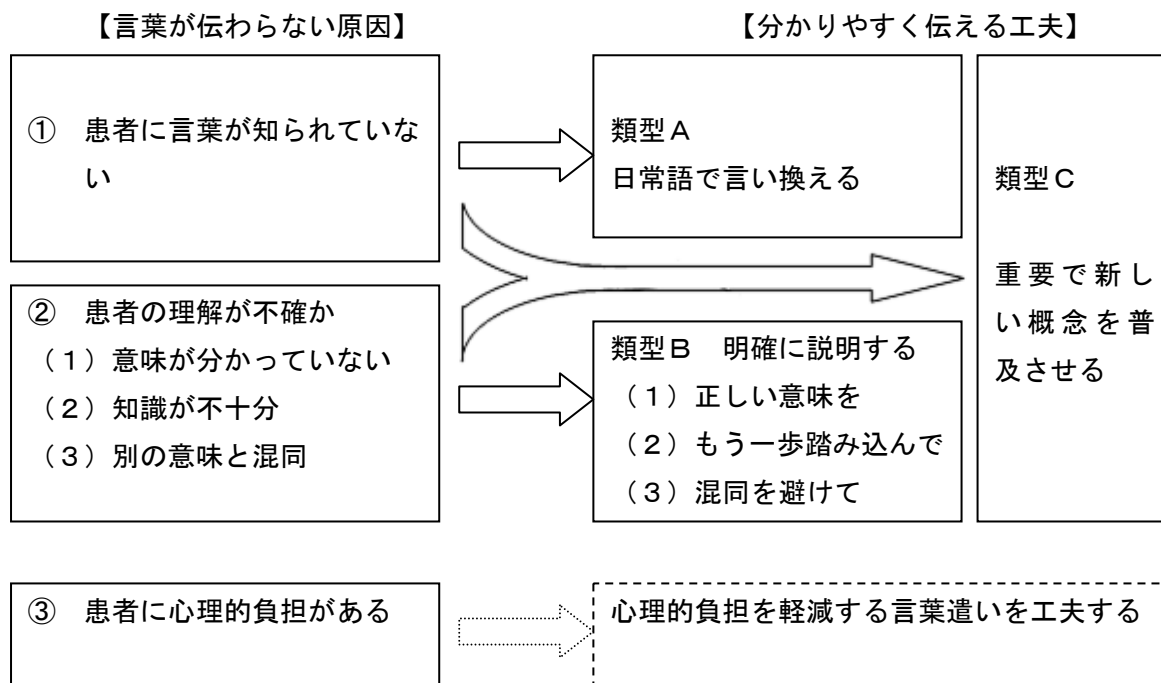 【言葉が伝わらない原因】
【分かりやすく伝える工夫】
① 患者に言葉が知られていな
い
類型A
日常語で言い換える
類型C
重要で新し
い概念を普
及させる
② 患者の理解が不確か
(1)意味が分かっていない
(2)知識が不十分
(3)別の意味と混同
類型B 明確に説明する
(1)正しい意味を
(2)もう一歩踏み込んで
(3)混同を避けて
③ 患者に心理的負担がある
心理的負担を軽減する言葉遣いを工夫する